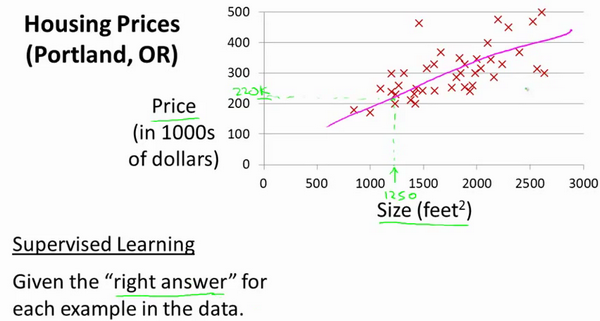 Housing Prices
(Portland, OR)
Price
(in 1000s
of dollars)
500
400
300
220k
200
100
0
0 500 1000 1500 2000 2500 3000
1250
Size (feet²)
Supervised Learning
Given the “right answer” for
each example in the data.